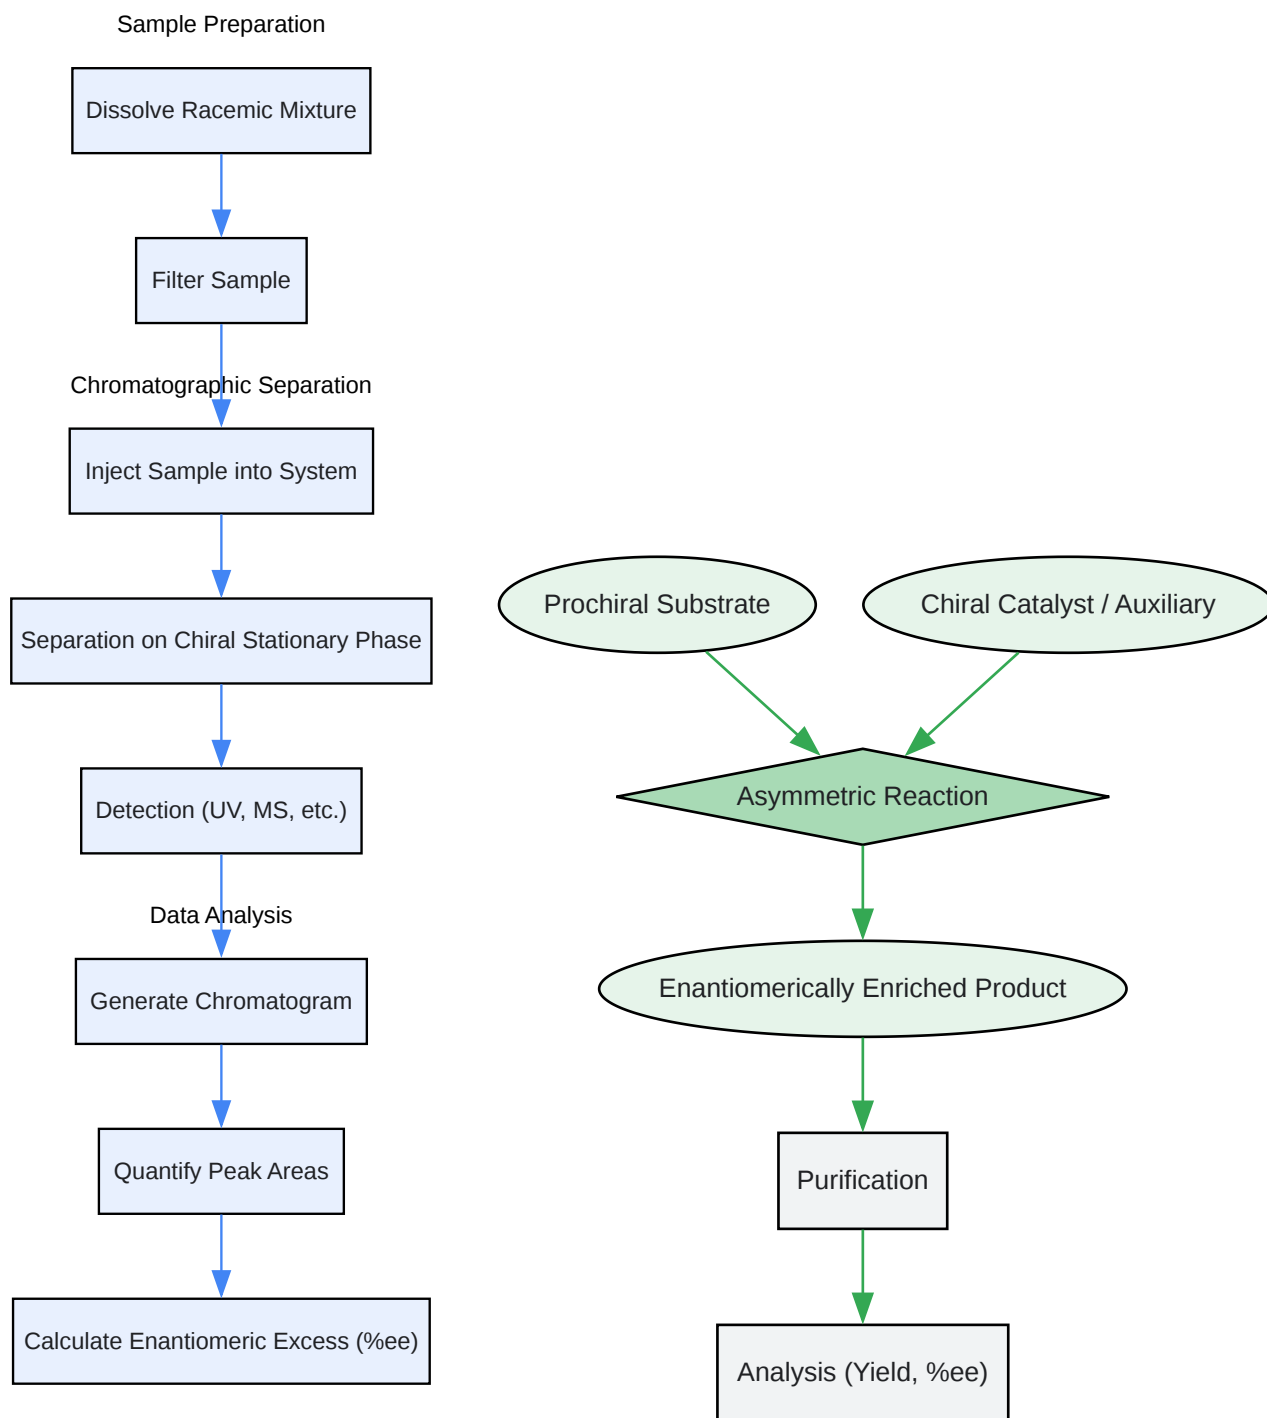 Sample Preparation
Dissolve Racemic Mixture
Filter Sample
Chromatographic Separation
Inject Sample into System
Separation on Chiral Stationary Phase
Detection (UV, MS, etc.)
Data Analysis
Generate Chromatogram
Quantify Peak Areas
Calculate Enantiomeric Excess (%ee)
Prochiral Substrate
Chiral Catalyst / Auxiliary
Asymmetric Reaction
Enantiomerically Enriched Product
Purification
Analysis (Yield, %ee)